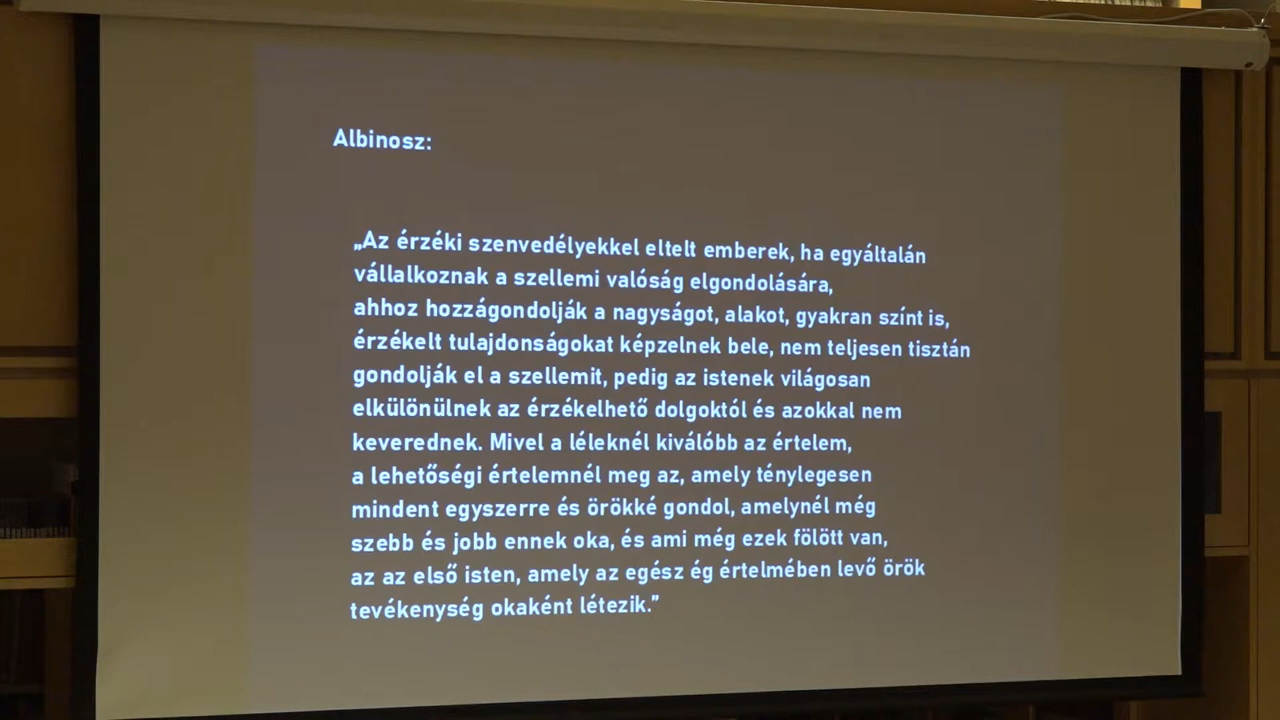 Albinosz:
„Az érzéki szenvedélyekkel eltelt emberek, ha egyáltalán
vállalkoznak a szellemi valóság elgondolására,
ahhoz hozzágondolják a nagyságot, alakot, gyakran színt is,
érzékelt tulajdonságokat képzelnek bele, nem teljesen tisztán
gondolják el a szellemit, pedig az istenek világosan
elkülönülnek az érzékelhető dolgoktól és azokkal nem
keverednek. Mivel a léleknél kiválóbb az értelem,
a lehetőségi értelemnél meg az, amely ténylegesen
mindent egyszerre és örökké gondol, amelynél még
szebb és jobb ennek oka, és ami még ezek fölött van,
az az első isten, amely az egész ég értelmében levő örök
tevékenység okaként létezik.”